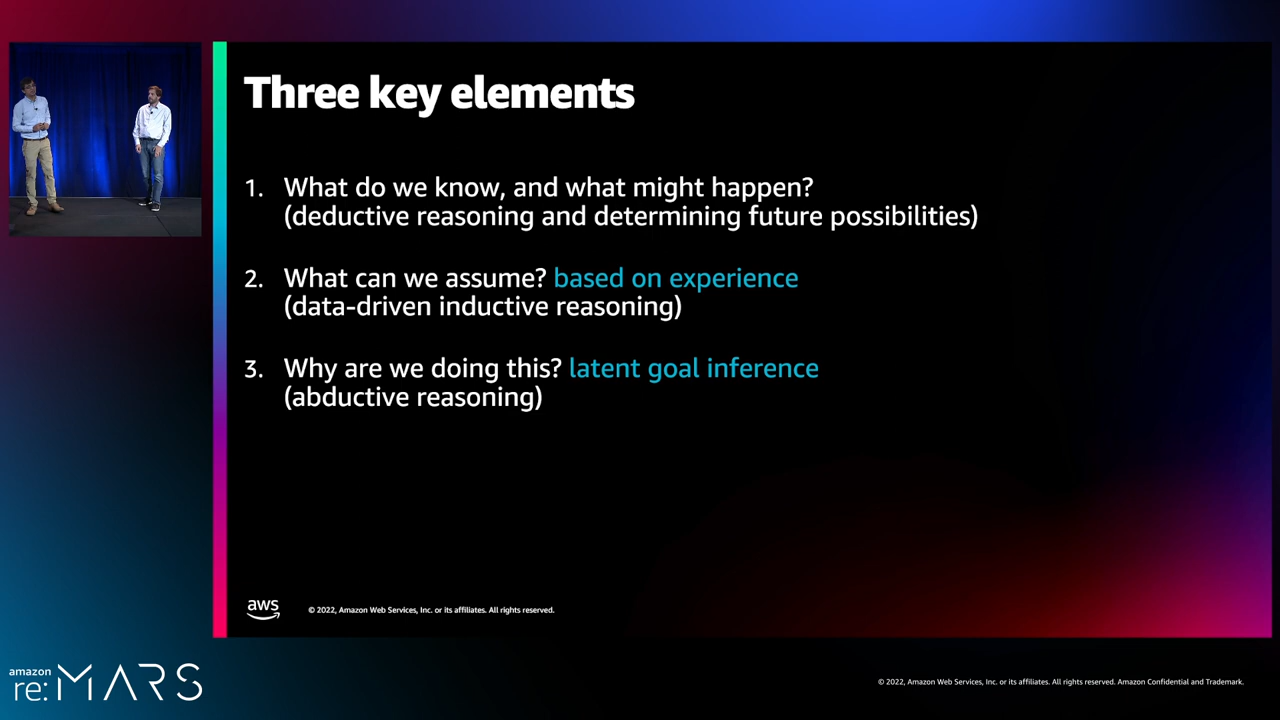 Three key elements
1. What do we know, and what might happen?
(deductive reasoning and determining future possibilities)
2. What can we assume? based on experience
(data-driven inductive reasoning)
3. Why are we doing this? latent goal inference
(abductive reasoning)
aws
© 2022, Amazon Web Services, Inc. or its affiliates. All rights reserved.
amazon
re:MARS
© 2022, Amazon Web Services, Inc. or its affiliates. All rights reserved. Amazon Confidential and Trademark.